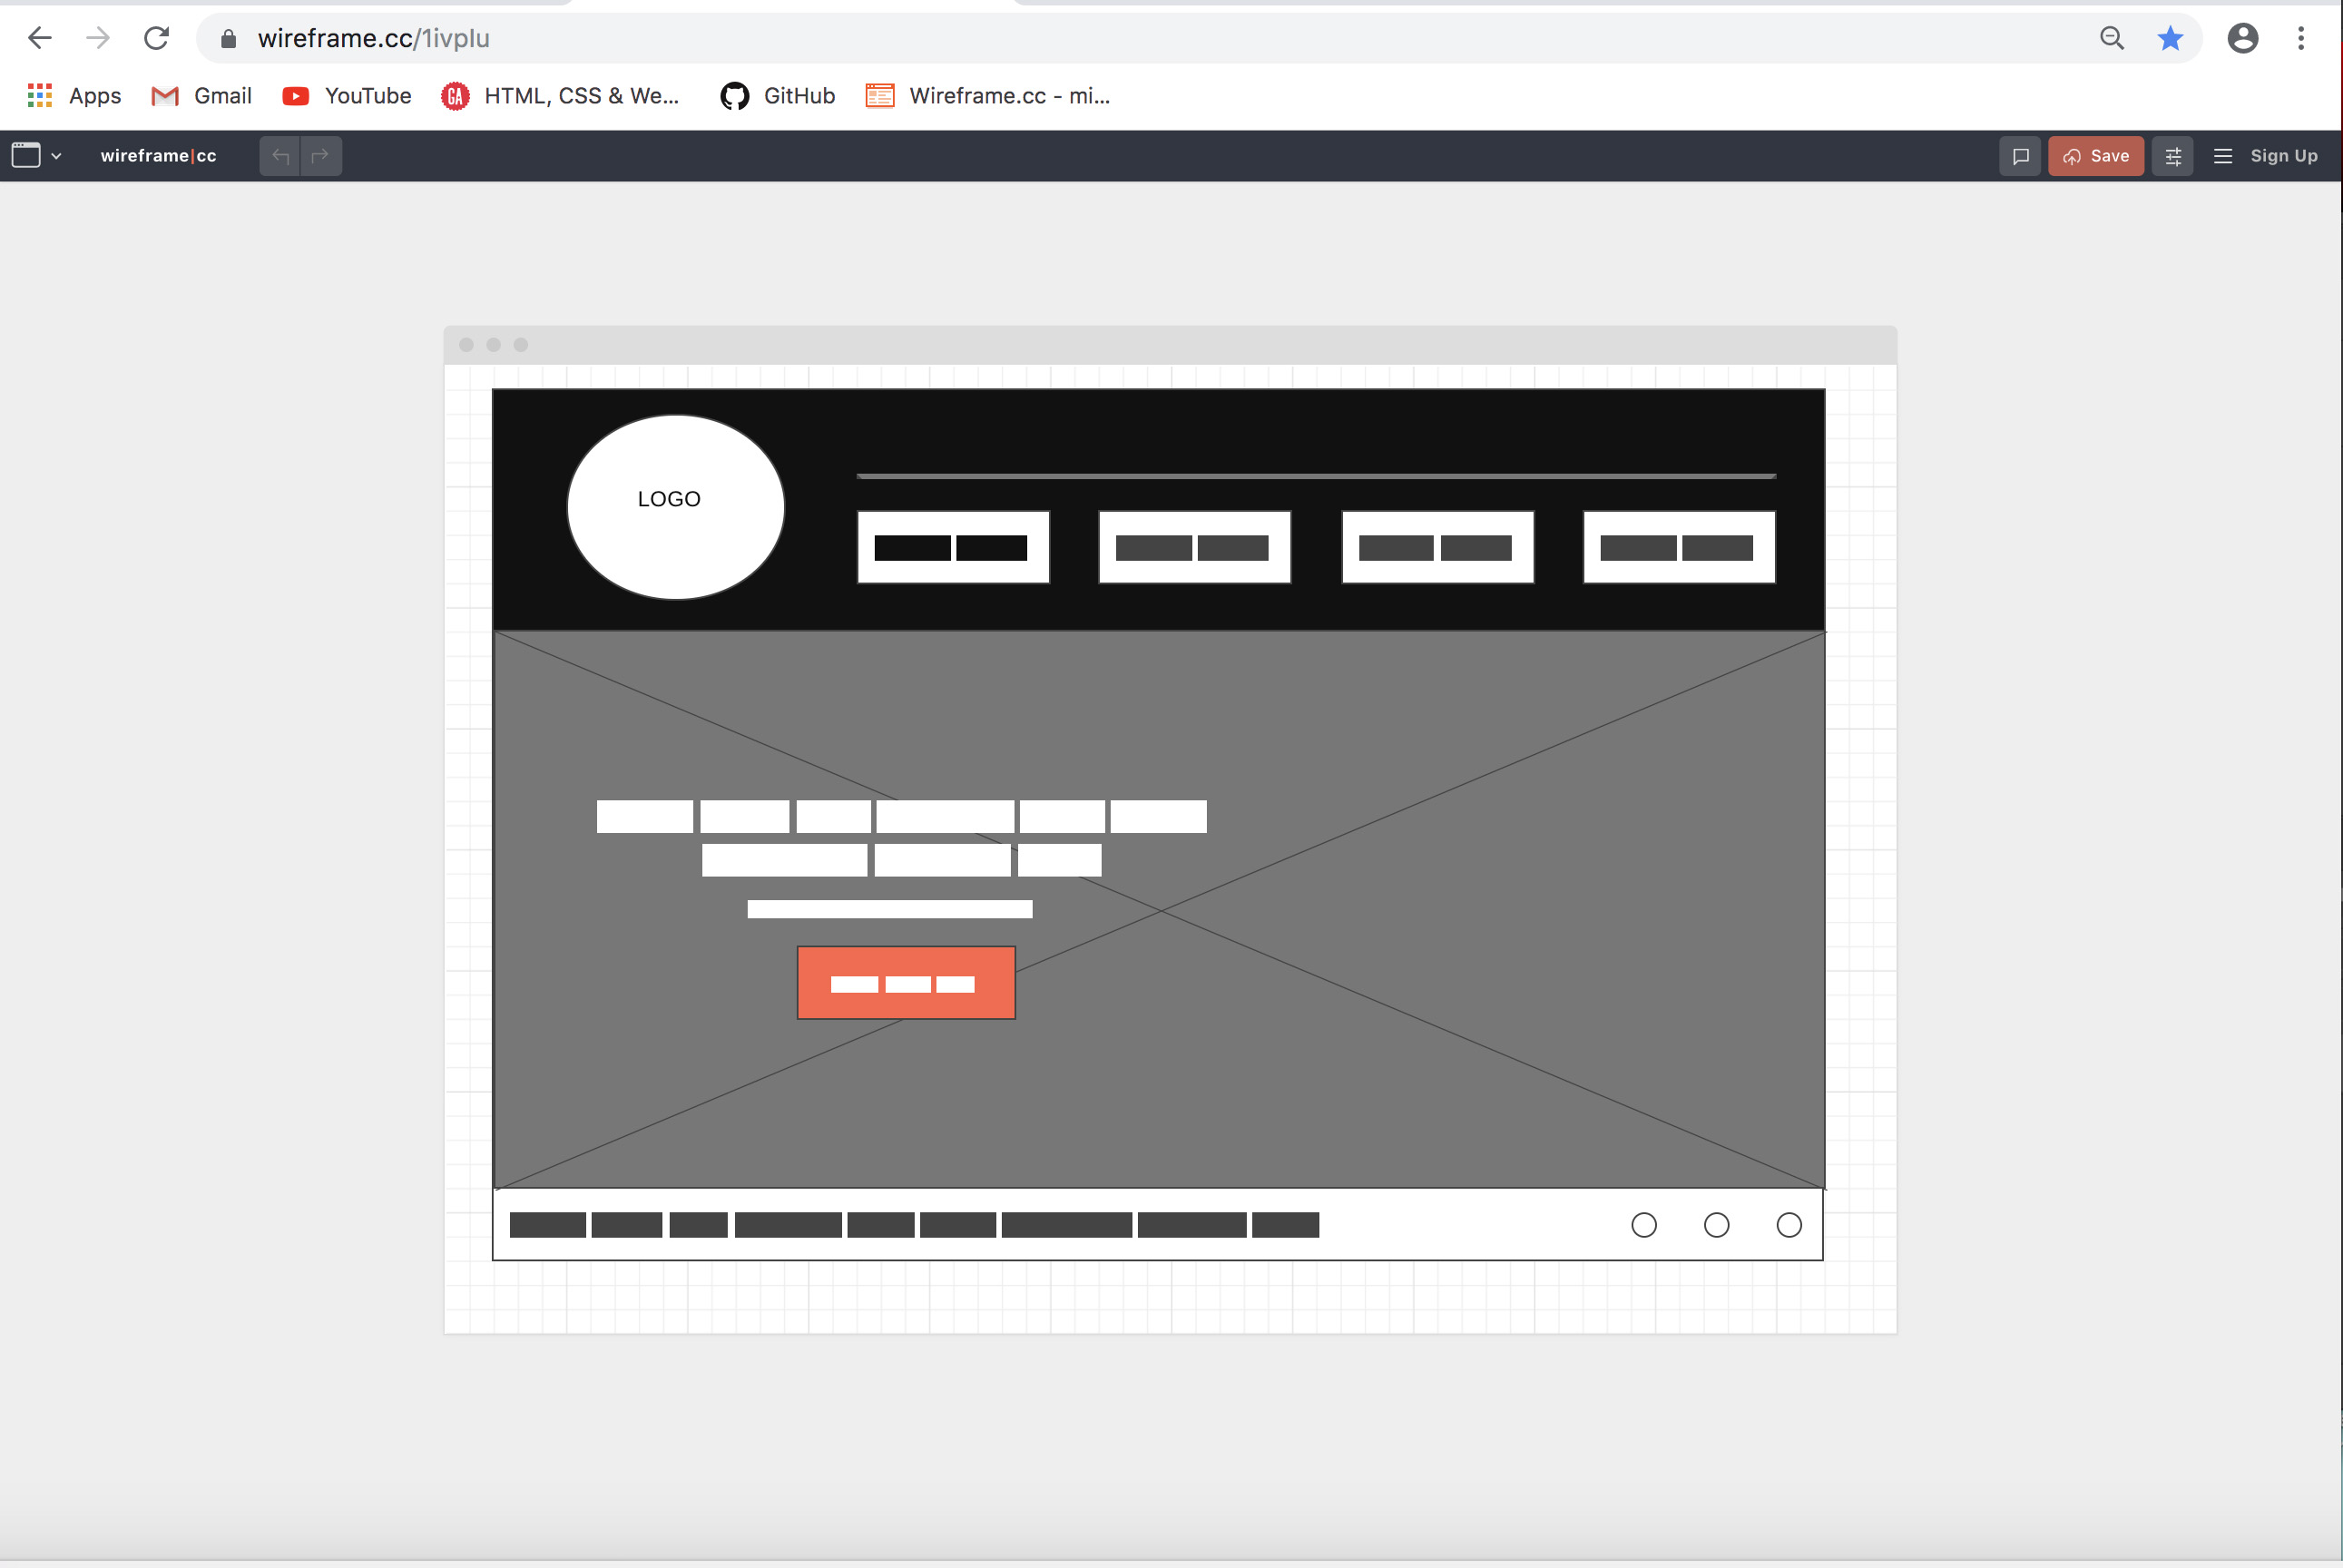 wireframe.cc/1ivplu
Apps Gmail YouTube GA HTML, CSS & We... GitHub Wireframe.cc - mi...
wireframe|cc Save Sign Up
LOGO